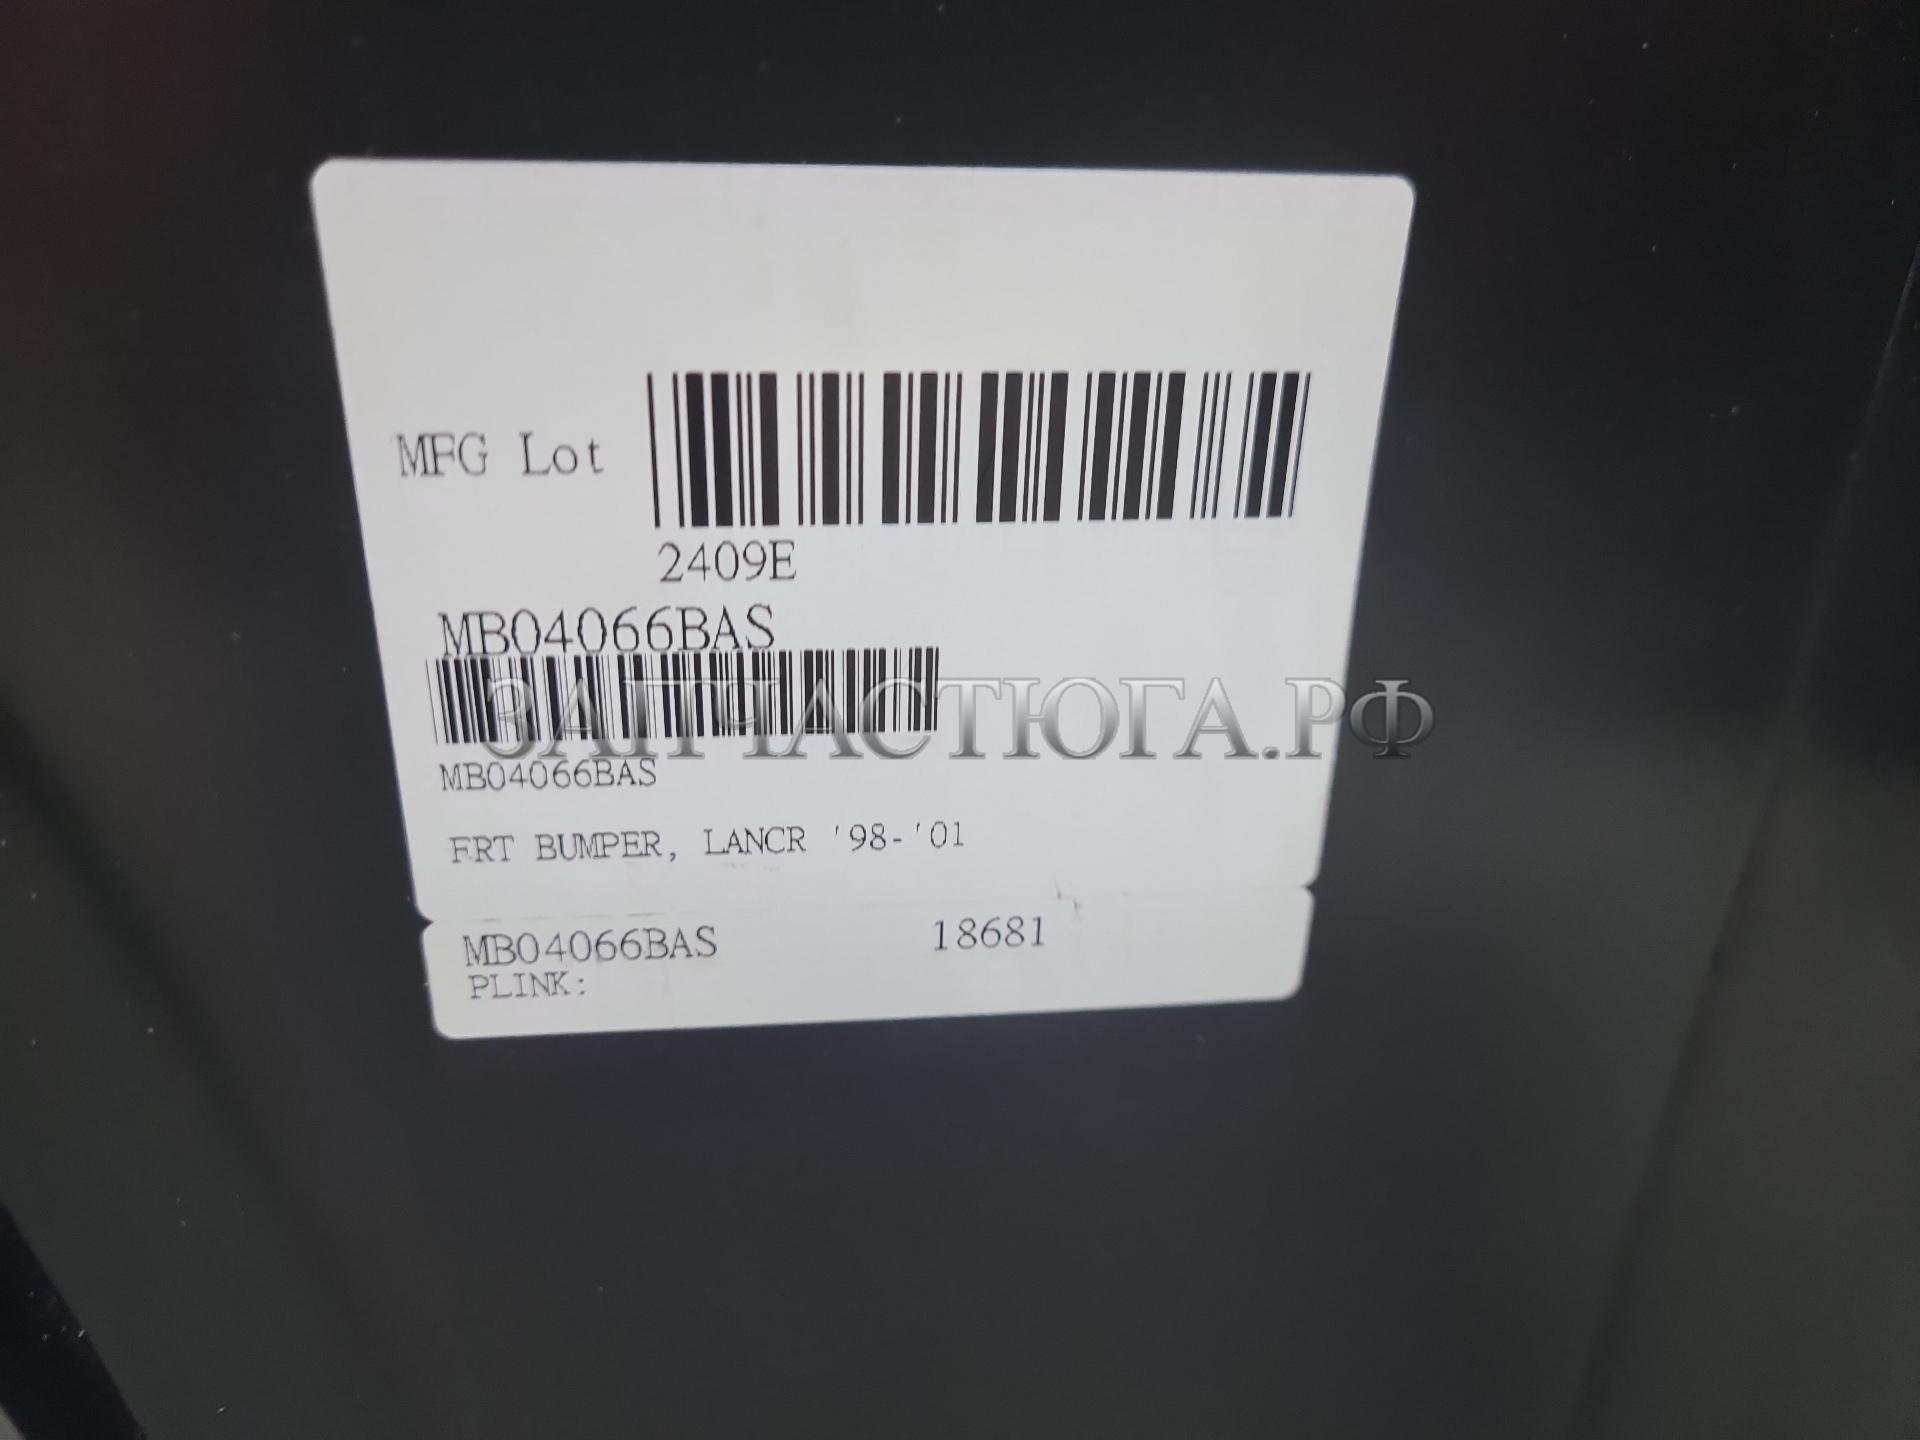 MFG Lot
2409E
MB04066BAS
ЗАПЧАСТЮГА.РФ
MB04066BAS
FRT BUMPER, LANCR '98-'01
MB04066BAS 18681
PLINK: